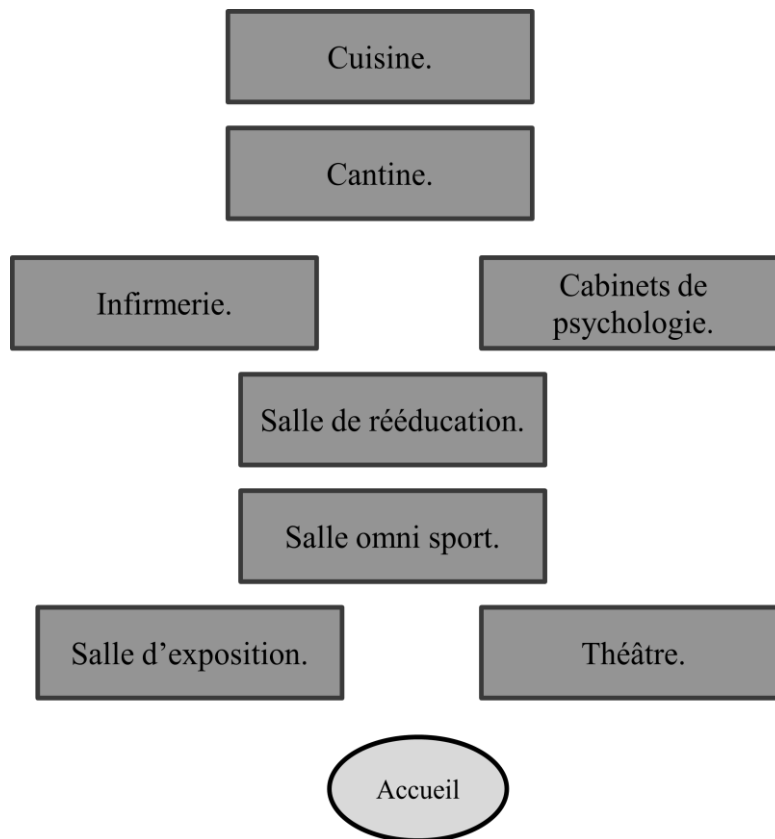 Cuisine.
Cantine.
Infirmerie.
Cabinets de
psychologie.
Salle de rééducation.
Salle omni sport.
Salle d’exposition.
Théâtre.
Accueil